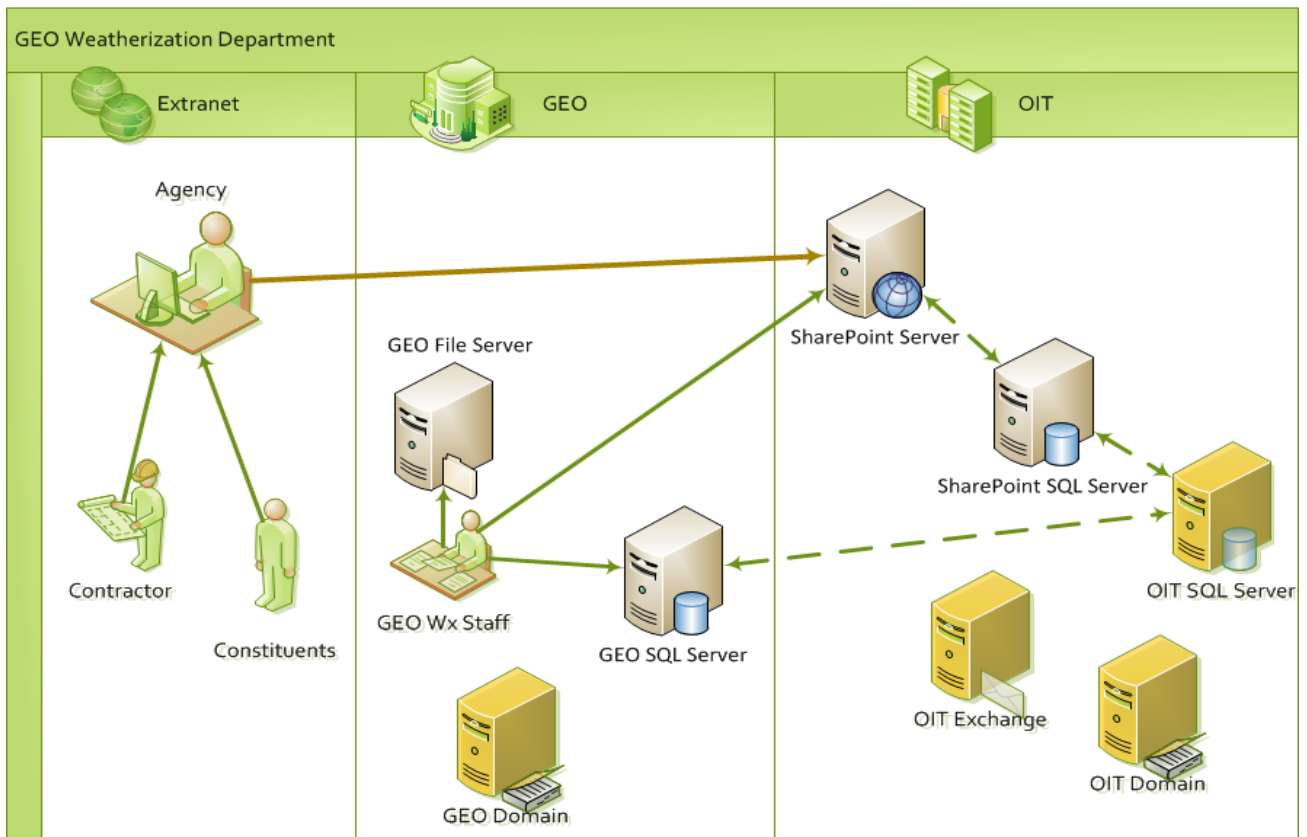 GEO Weatherization Department
Extranet
GEO
OIT
Agency
SharePoint Server
GEO File Server
SharePoint SQL Server
Contractor
Constituents
GEO Wx Staff
GEO SQL Server
OIT SQL Server
OIT Exchange
OIT Domain
GEO Domain